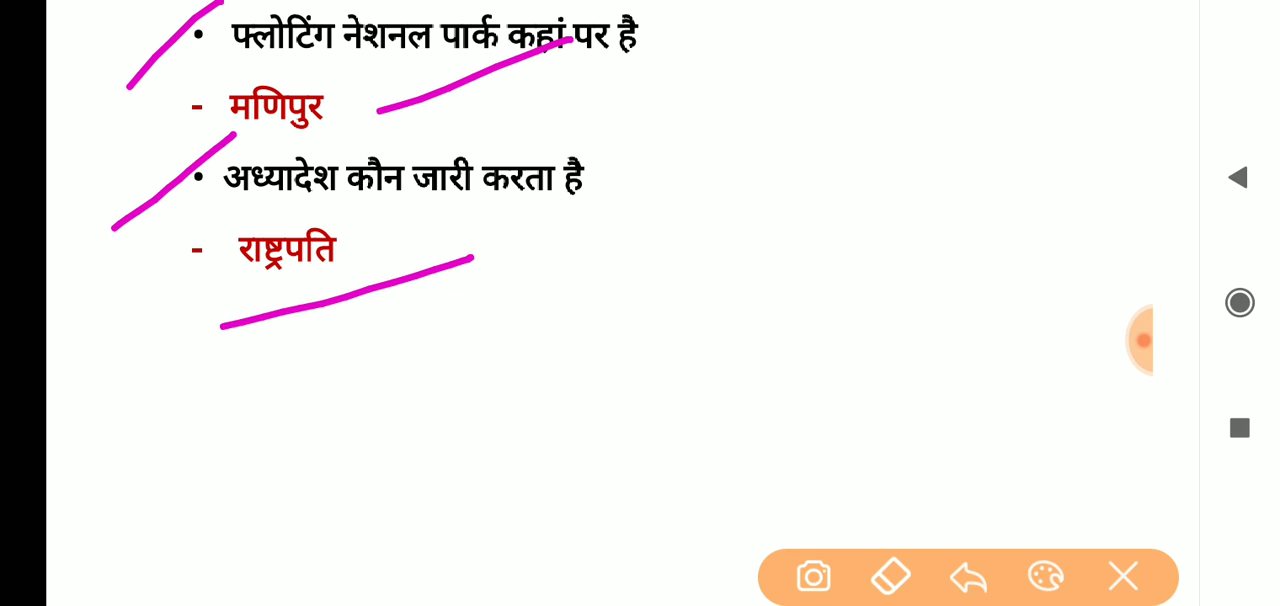 • फ्लोटिंग नेशनल पार्क कहां पर है
- मणिपुर
• अध्यादेश कौन जारी करता है
- राष्ट्रपति